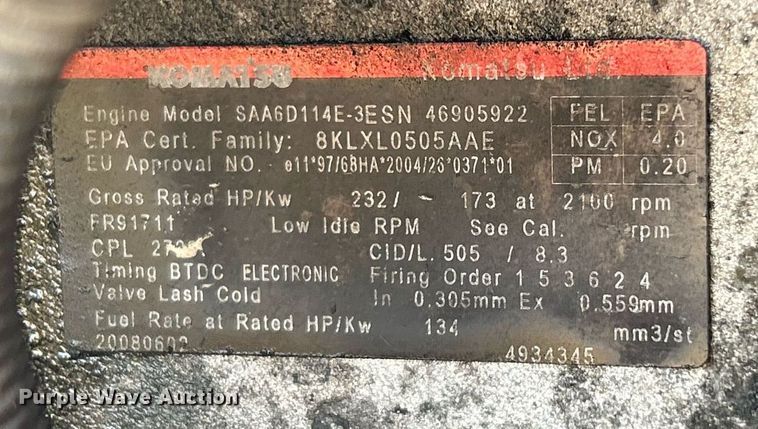 KOMATSU Komatsu Ltd.
Engine Model SAA6D114E-3ESN 46905922 FEL EPA
EPA Cert. Family: 8KLXL0505AAE NOX 4.0
EU Approval NO. e11*97/68HA*2004/26*0371*01 PM 0.20
Gross Rated HP/Kw 232/ 173 at 2100 rpm
FR91711 Low Idle RPM See Cal. rpm
CPL CID/L. 505 / 8.3
Timing BTDC ELECTRONIC Firing Order 1 5 3 6 2 4
Valve Lash Cold In 0.305mm Ex 0.559mm
Fuel Rate at Rated HP/Kw 134 mm3/st
20080602 4934345
Purple Wave Auction